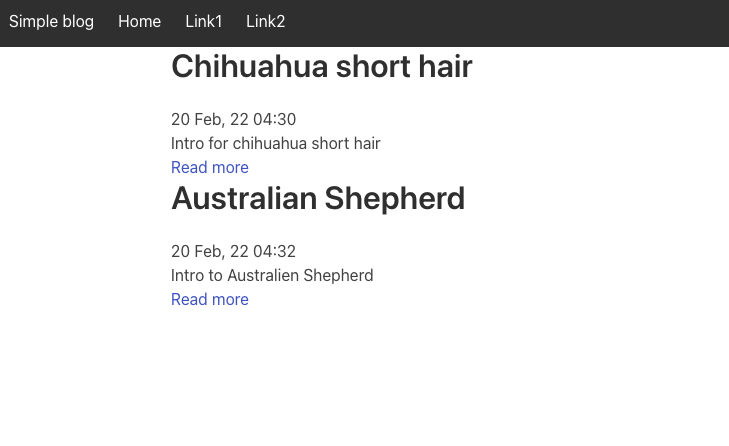 Simple blog Home Link1 Link2
Chihuahua short hair
20 Feb, 22 04:30
Intro for chihuahua short hair
Read more
Australian Shepherd
20 Feb, 22 04:32
Intro to Australien Shepherd
Read more